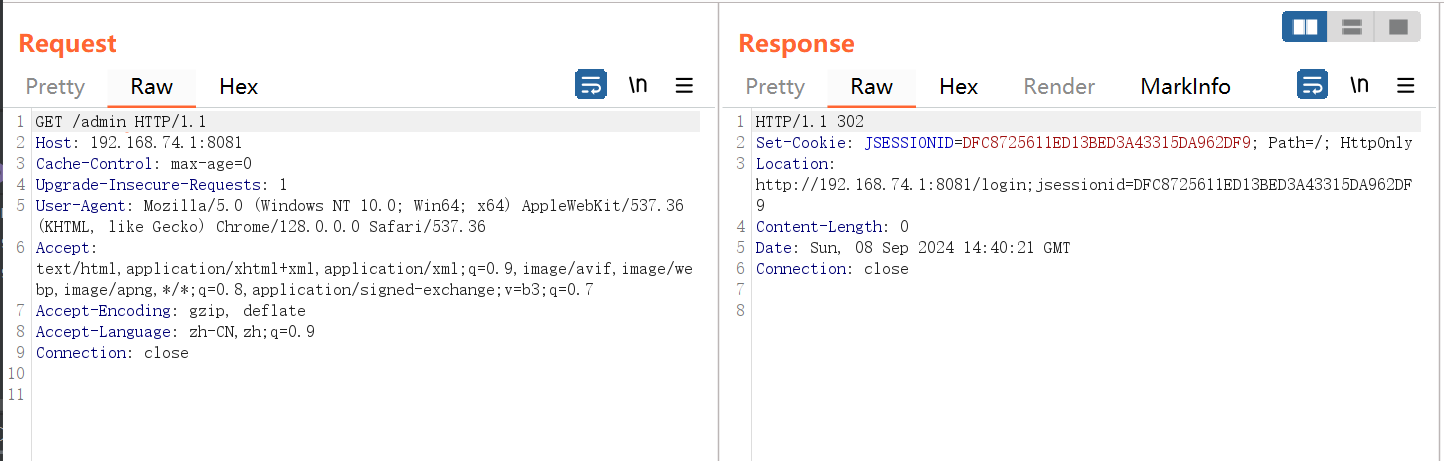 Request
Pretty Raw Hex \n
1 GET /admin HTTP/1.1
2 Host: 192.168.74.1:8081
3 Cache-Control: max-age=0
4 Upgrade-Insecure-Requests: 1
5 User-Agent: Mozilla/5.0 (Windows NT 10.0; Win64; x64) AppleWebKit/537.36
(KHTML, like Gecko) Chrome/128.0.0.0 Safari/537.36
6 Accept:
text/html,application/xhtml+xml,application/xml;q=0.9,image/avif,image/we
bp,image/apng,*/*;q=0.8,application/signed-exchange;v=b3;q=0.7
7 Accept-Encoding: gzip, deflate
8 Accept-Language: zh-CN,zh;q=0.9
9 Connection: close
10
11
Response
Pretty Raw Hex Render MarkInfo \n
1 HTTP/1.1 302
2 Set-Cookie: JSESSIONID=DFC8725611ED13BED3A43315DA962DF9; Path=/; HttpOnly
3 Location:
http://192.168.74.1:8081/login;jsessionid=DFC8725611ED13BED3A43315DA962DF
9
4 Content-Length: 0
5 Date: Sun, 08 Sep 2024 14:40:21 GMT
6 Connection: close
7
8